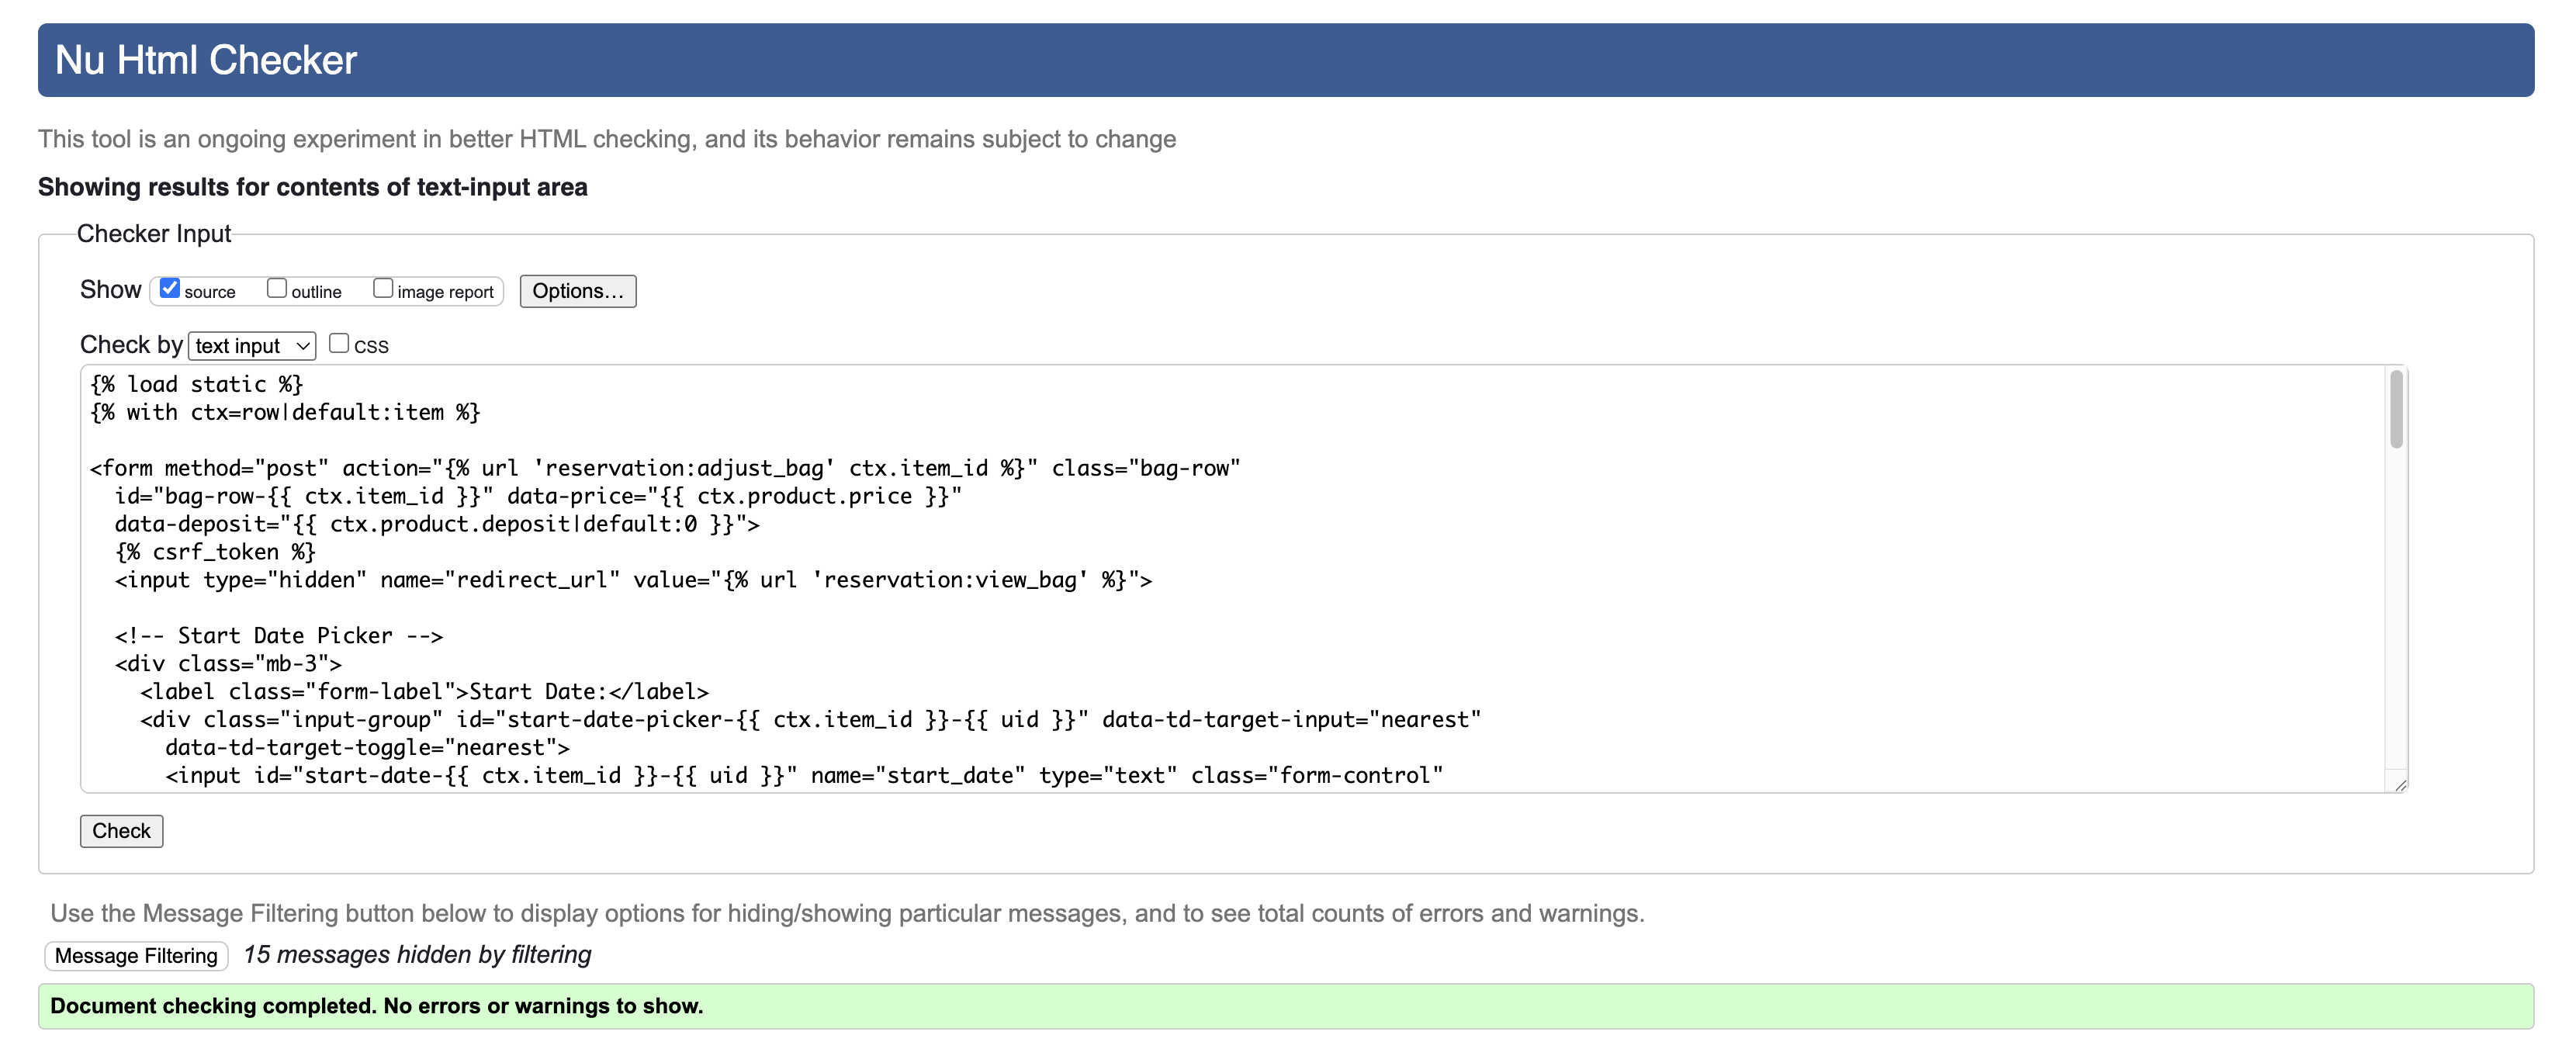 Nu Html Checker
This tool is an ongoing experiment in better HTML checking, and its behavior remains subject to change
Showing results for contents of text-input area
Checker Input
Show source outline image report Options…
Check by text input CSS
{% load static %}
{% with ctx=row|default:item %}
<form method="post" action="{% url 'reservation:adjust_bag' ctx.item_id %}" class="bag-row"
id="bag-row-{{ ctx.item_id }}" data-price="{{ ctx.product.price }}"
data-deposit="{{ ctx.product.deposit|default:0 }}">
{% csrf_token %}
<input type="hidden" name="redirect_url" value="{% url 'reservation:view_bag' %}">
<!-- Start Date Picker -->
<div class="mb-3">
<label class="form-label">Start Date:</label>
<div class="input-group" id="start-date-picker-{{ ctx.item_id }}-{{ uid }}" data-td-target-input="nearest"
data-td-target-toggle="nearest">
<input id="start-date-{{ ctx.item_id }}-{{ uid }}" name="start_date" type="text" class="form-control"
Check
Use the Message Filtering button below to display options for hiding/showing particular messages, and to see total counts of errors and warnings.
Message Filtering 15 messages hidden by filtering
Document checking completed. No errors or warnings to show.